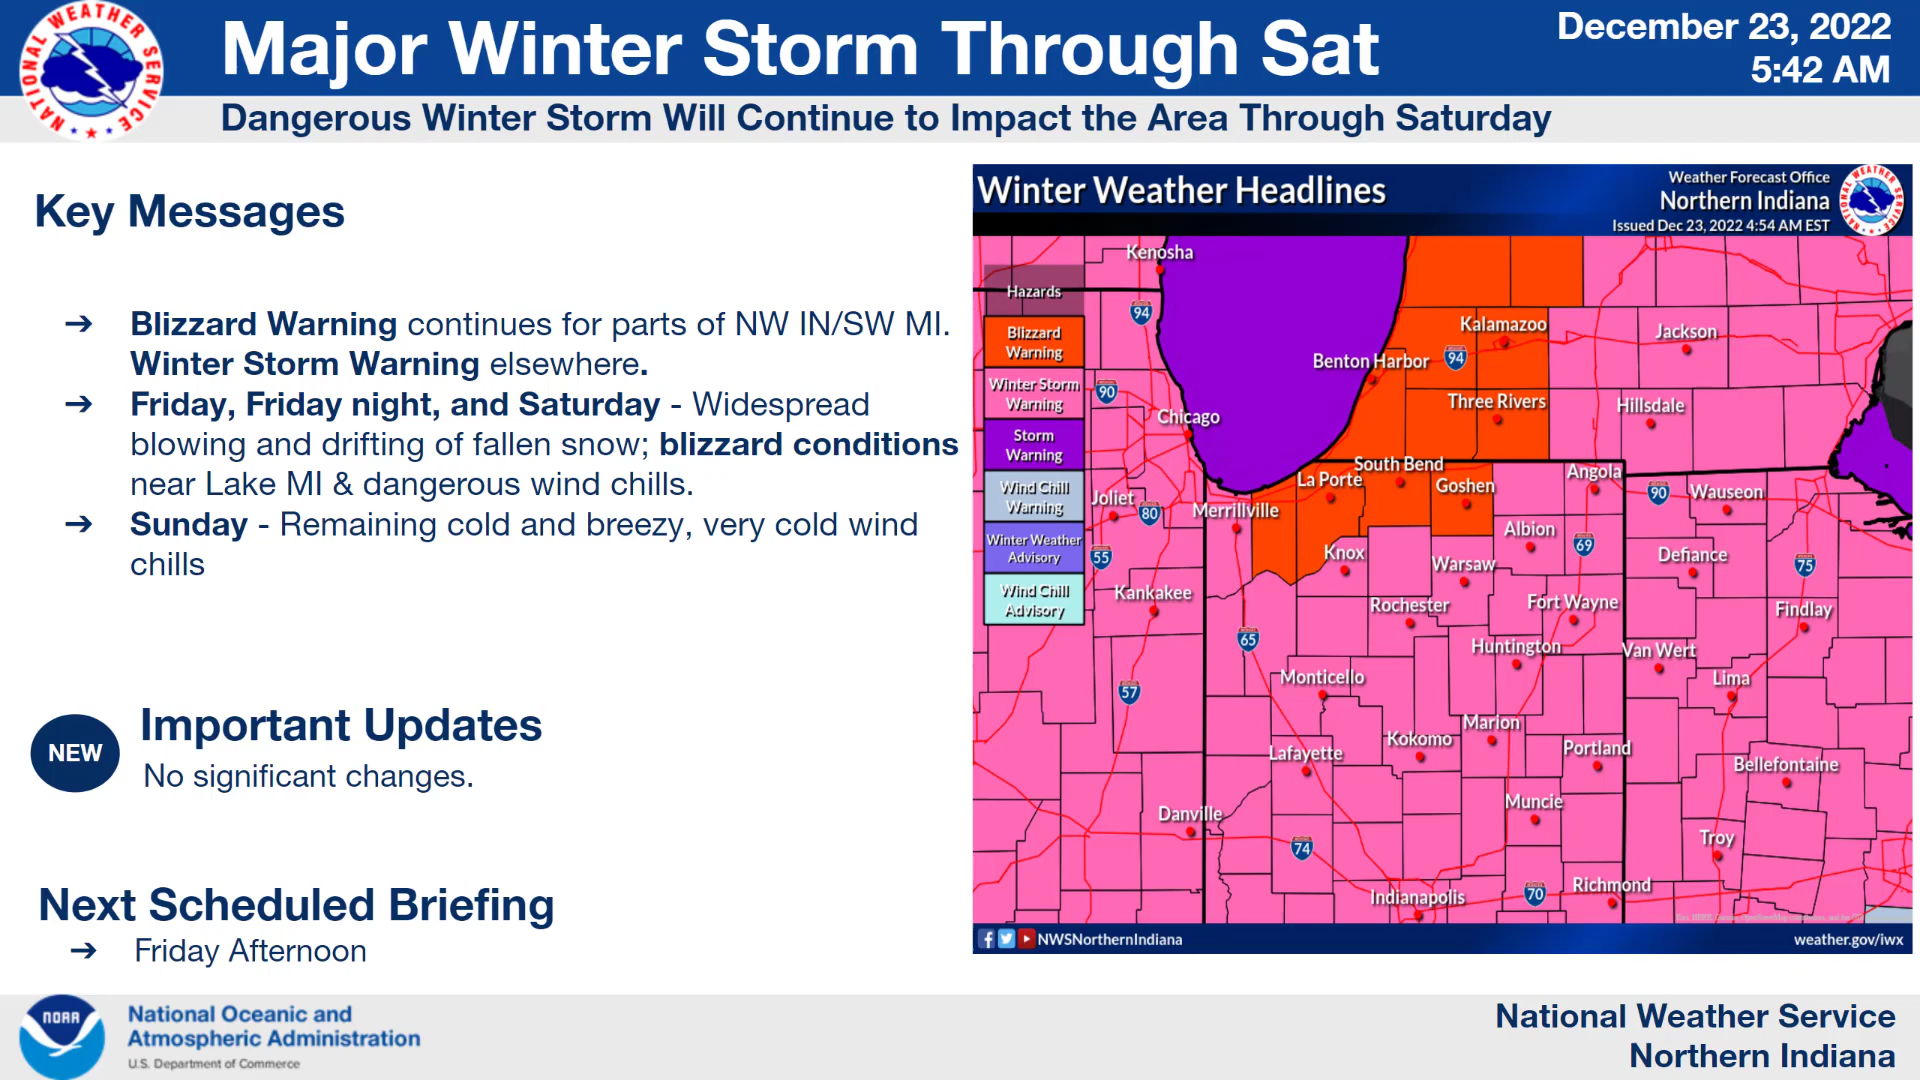 NATIONAL WEATHER SERVICE
Major Winter Storm Through Sat
December 23, 2022
5:42 AM
Dangerous Winter Storm Will Continue to Impact the Area Through Saturday
Key Messages
➔ Blizzard Warning continues for parts of NW IN/SW MI.
Winter Storm Warning elsewhere.
➔ Friday, Friday night, and Saturday - Widespread
blowing and drifting of fallen snow; blizzard conditions
near Lake MI & dangerous wind chills.
➔ Sunday - Remaining cold and breezy, very cold wind
chills
NEW
Important Updates
No significant changes.
Next Scheduled Briefing
➔ Friday Afternoon
Winter Weather Headlines
Weather Forecast Office
Northern Indiana
Issued Dec 23, 2022 4:54 AM EST
NATIONAL WEATHER SERVICE
Hazards
Blizzard
Warning
Winter Storm
Warning
Storm
Warning
Wind Chill
Warning
Winter Weather
Advisory
Wind Chill
Advisory
Kenosha
94
Kalamazoo
Jackson
Benton Harbor
94
90
Chicago
Three Rivers
Hillsdale
South Bend
La Porte
Goshen
Angola
90
Wauseon
Joliet
80
Merrillville
Albion
69
55
Knox
Warsaw
Defiance
75
Kankakee
Rochester
Fort Wayne
Findlay
65
Huntington
Van Wert
57
Monticello
Lima
Marion
Lafayette
Kokomo
Portland
Bellefontaine
Danville
Muncie
74
Troy
Indianapolis
70
Richmond
NWSNorthernIndiana
weather.gov/iwx
NOAA
National Oceanic and
Atmospheric Administration
U.S. Department of Commerce
National Weather Service
Northern Indiana